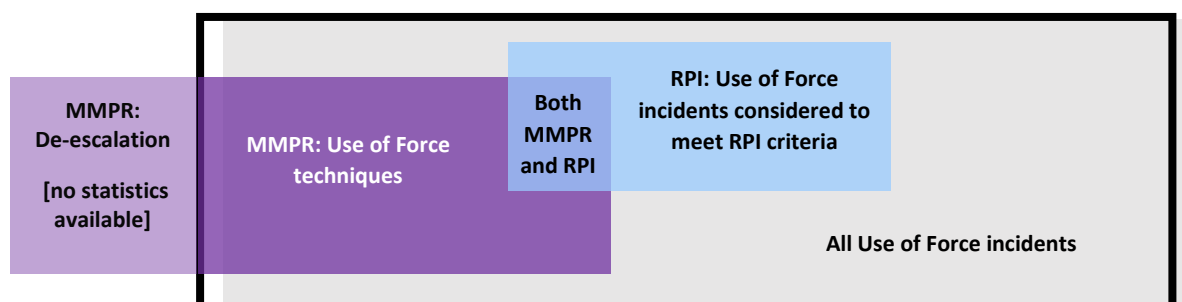 MMPR:
De-escalation
[no statistics
available]
MMPR: Use of Force
techniques
Both
MMPR
and RPI
RPI: Use of Force
incidents considered to
meet RPI criteria
All Use of Force incidents